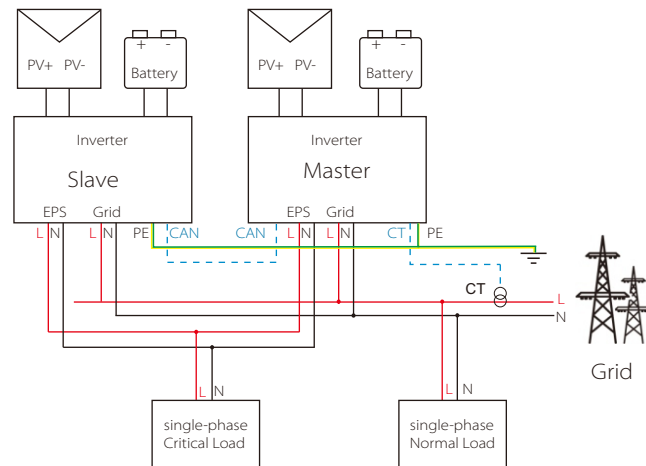 PV+ PV-
+ -
Battery
PV+ PV-
+ -
Battery
Inverter
Slave
EPS Grid
L N L N PE CAN
Inverter
Master
EPS Grid
CAN L N L N CT PE
CT
L
N
Grid
L N
single-phase
Critical Load
L N
single-phase
Normal Load